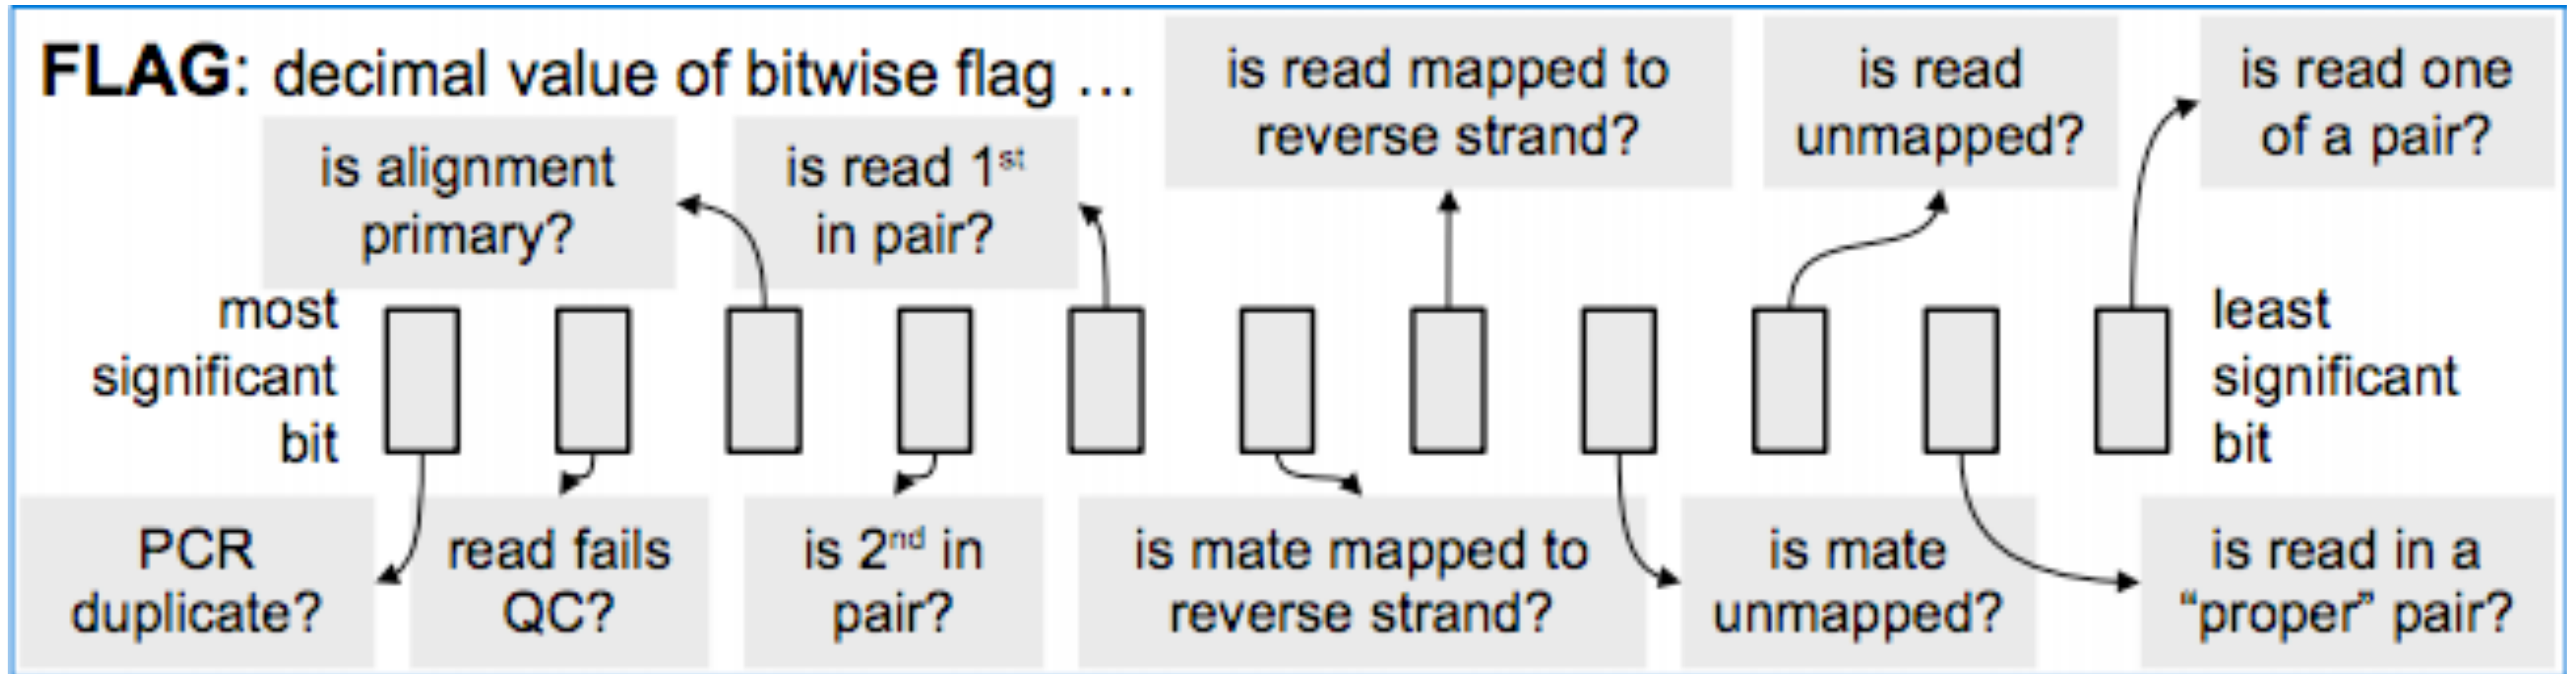 FLAG: decimal value of bitwise flag …
is alignment
primary?
is read 1st
in pair?
is read mapped to
reverse strand?
is read
unmapped?
is read one
of a pair?
most
significant
bit
least
significant
bit
PCR
duplicate?
read fails
QC?
is 2nd in
pair?
is mate mapped to
reverse strand?
is mate
unmapped?
is read in a
“proper” pair?